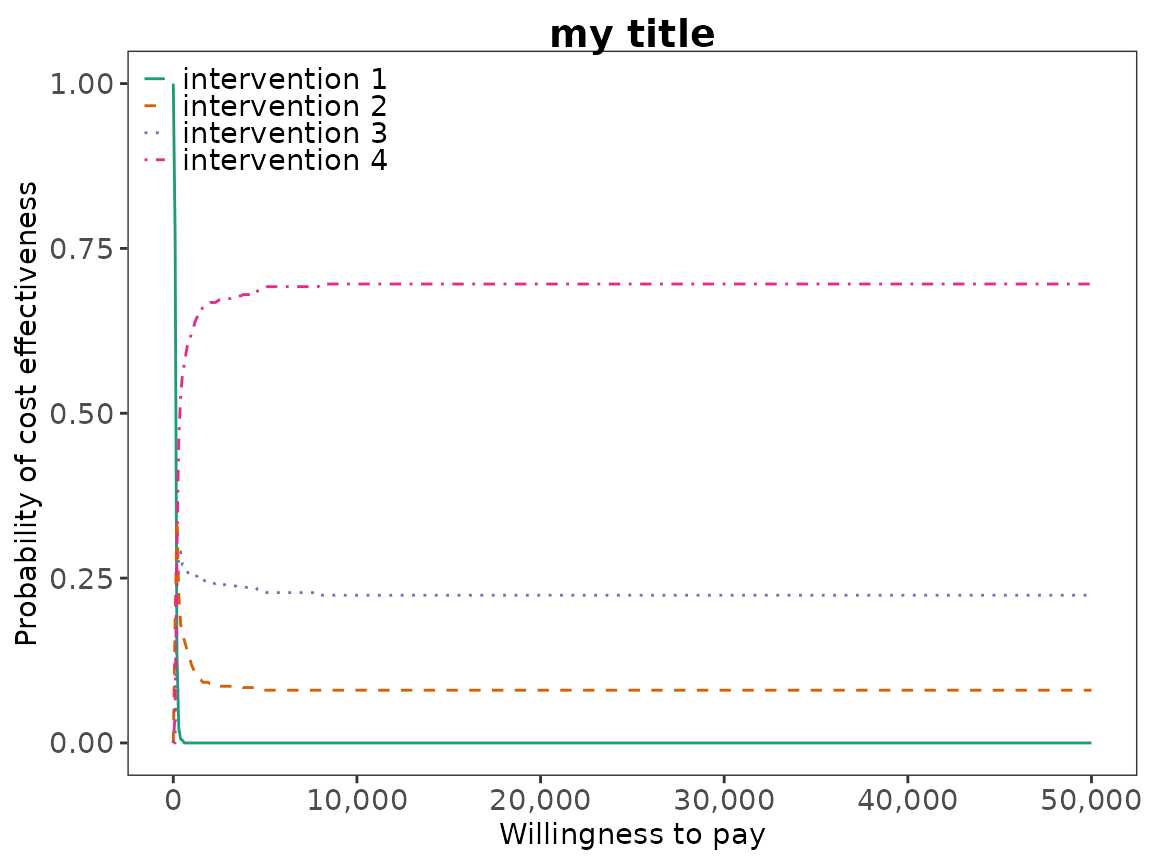 my title
intervention 1
intervention 2
intervention 3
intervention 4
Probability of cost effectiveness
1.00
0.75
0.50
0.25
0.00
0 10,000 20,000 30,000 40,000 50,000
Willingness to pay